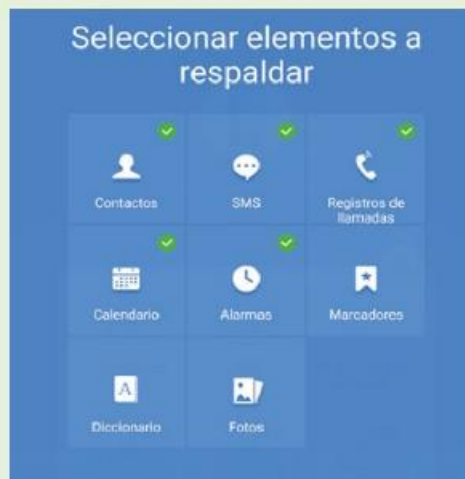 Seleccionar elementos a
respaldar
Contactos
SMS
Registros de
llamadas
Calendario
Alarmas
Marcadores
A
Diccionario
Fotos